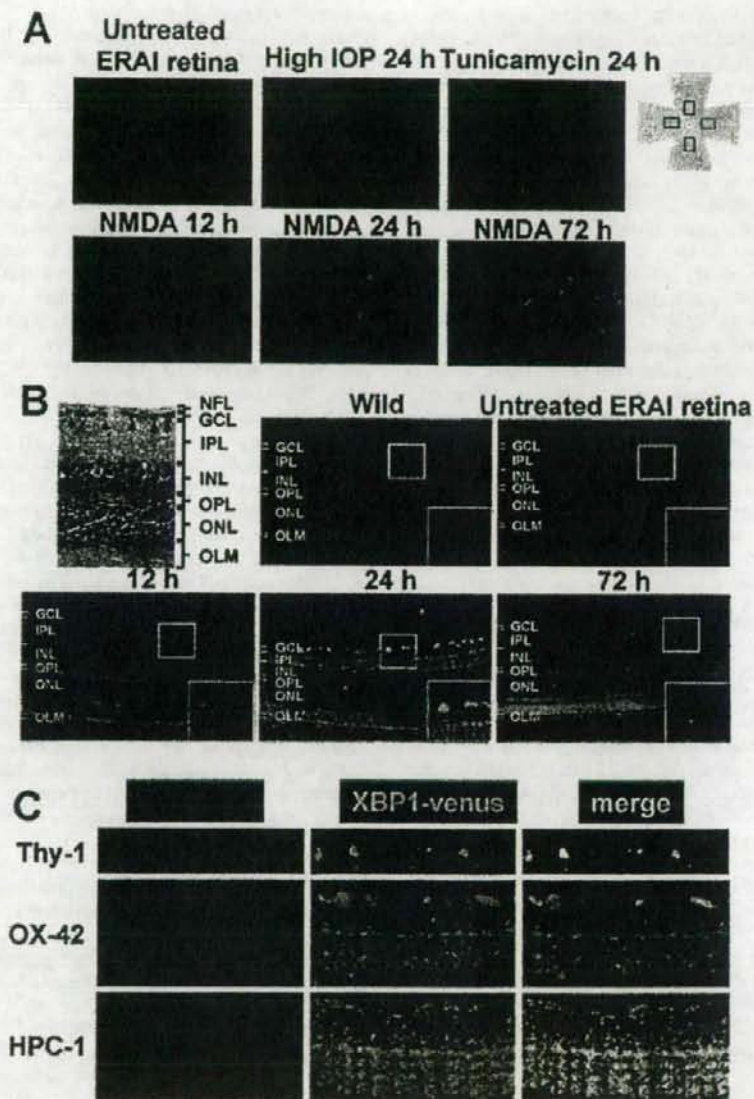 A
Untreated
ERAI retina
High IOP 24 h
Tunicamycin 24 h
NMDA 12 h
NMDA 24 h
NMDA 72 h
B
NFL
GCL
IPL
INL
OPL
ONL
OLM
Wild
GCL
IPL
INL
OPL
ONL
OLM
Untreated ERAI retina
GCL
IPL
INL
OPL
ONL
OLM
12 h
GCL
IPL
INL
OPL
ONL
OLM
24 h
GCL
IPL
INL
OPL
ONL
OLM
72 h
GCL
IPL
INL
OPL
ONL
OLM
C
XBP1-venus
merge
Thy-1
OX-42
HPC-1